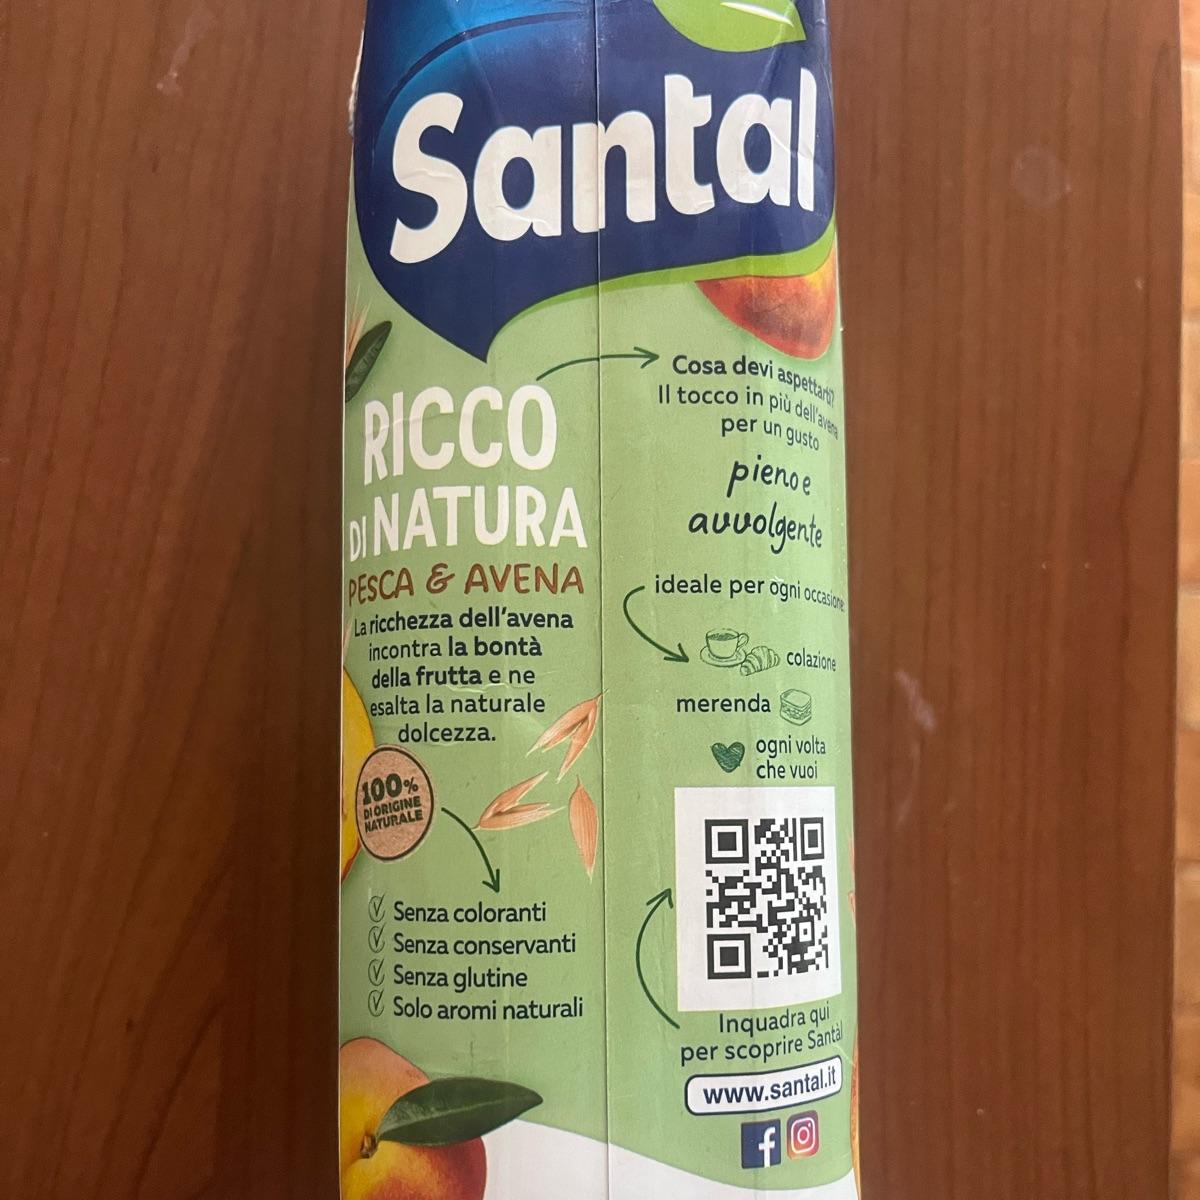 Santal
RICCO
DI NATURA
PESCA & AVENA
La ricchezza dell'avena
incontra la bontà
della frutta e ne
esalta la naturale
dolcezza.
100%
DI ORIGINE
NATURALE
Senza coloranti
Senza conservanti
Senza glutine
Solo aromi naturali
Cosa devi aspettarti?
Il tocco in più dell'avena
per un gusto
pieno e
avvolgente
ideale per ogni occasione
colazione
merenda
ogni volta
che vuoi
Inquadra qui
per scoprire Santàl
www.santal.it
f